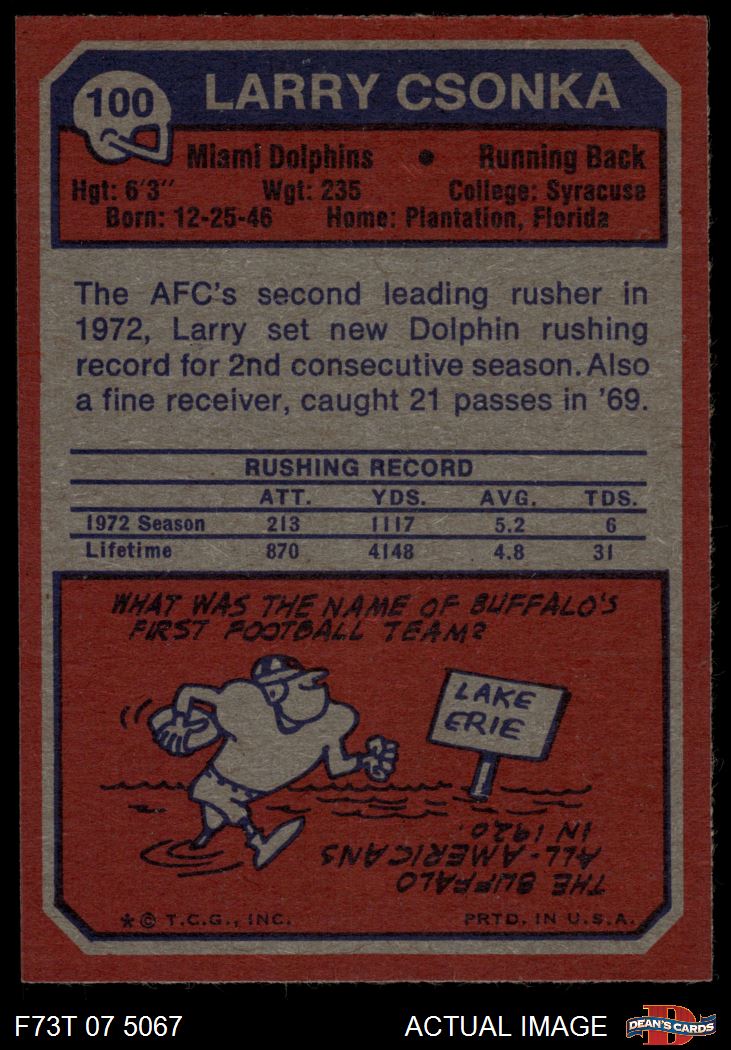 100
LARRY CSONKA
Miami Dolphins • Running Back
Hgt: 6'3" Wgt: 235 College: Syracuse
Born: 12-25-46 Home: Plantation, Florida
The AFC's second leading rusher in
1972, Larry set new Dolphin rushing
record for 2nd consecutive season. Also
a fine receiver, caught 21 passes in '69.
RUSHING RECORD
ATT. YDS. AVG. TDS.
1972 Season 213 1117 5.2 6
Lifetime 870 4148 4.8 31
WHAT WAS THE NAME OF BUFFALO'S
FIRST FOOTBALL TEAM?
LAKE
ERIE
THE BUFFALO
ALL-AMERICANS
IN 1920.
★ © T.C.G., INC. PRTD. IN U.S.A.
F73T 07 5067 ACTUAL IMAGE
D
DEAN'S CARDS